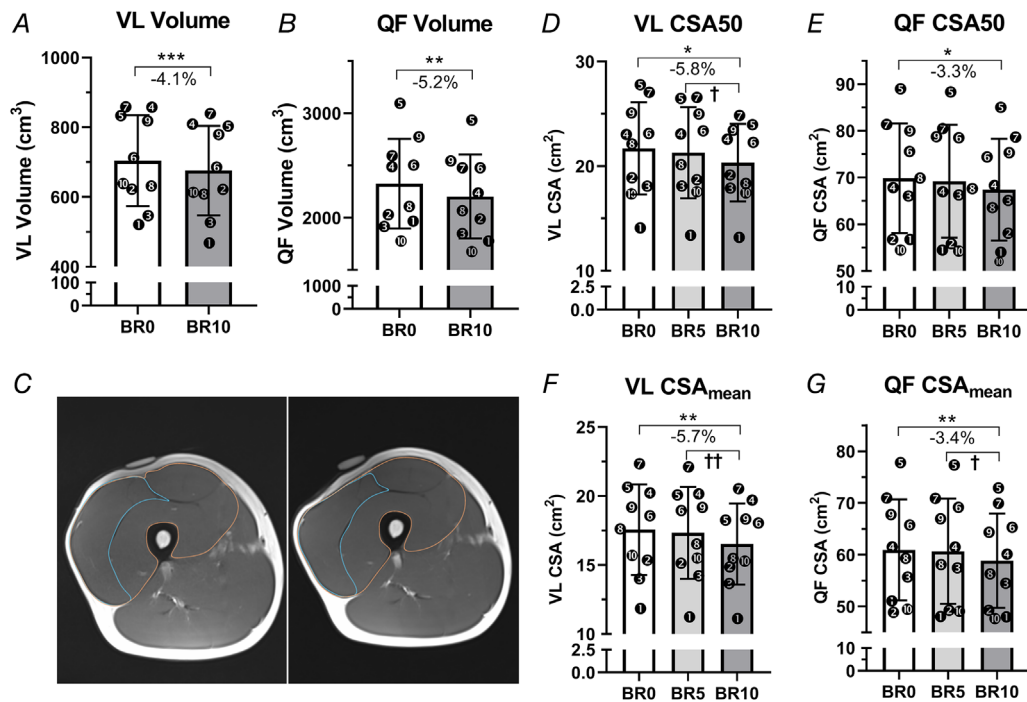 A VL Volume
***
-4.1%
VL Volume (cm³)
1000
800
600
400
100
0
BR0 BR10
B QF Volume
**
-5.2%
QF Volume (cm³)
3000
2000
1000
0
BR0 BR10
D VL CSA50
*
-5.8%
†
VL CSA (cm²)
30
20
10
2.5
0.0
BR0 BR5 BR10
E QF CSA50
*
-3.3%
QF CSA (cm²)
90
80
70
60
50
10
0
BR0 BR5 BR10
C
F VL CSAmean
**
-5.7%
††
VL CSA (cm²)
25
20
15
10
2.5
0.0
BR0 BR5 BR10
G QF CSAmean
**
-3.4%
†
QF CSA (cm²)
80
70
60
50
10
0
BR0 BR5 BR10